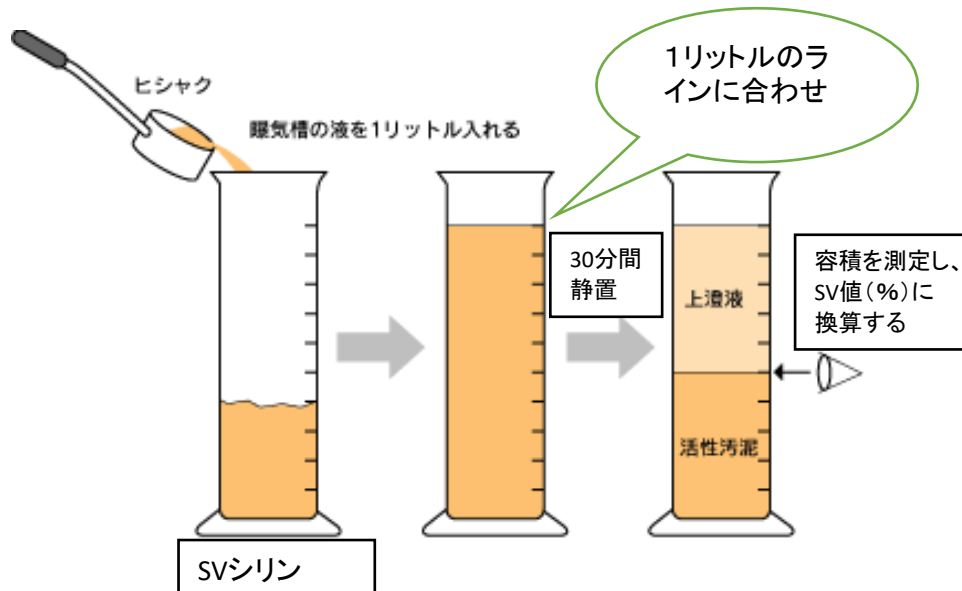 ヒシャク
曝気槽の液を1リットル入れる
1リットルのラ
インに合わせ
30分間
静置
上澄液
活性汚泥
容積を測定し、
SV値(%)に
換算する
SVシリン